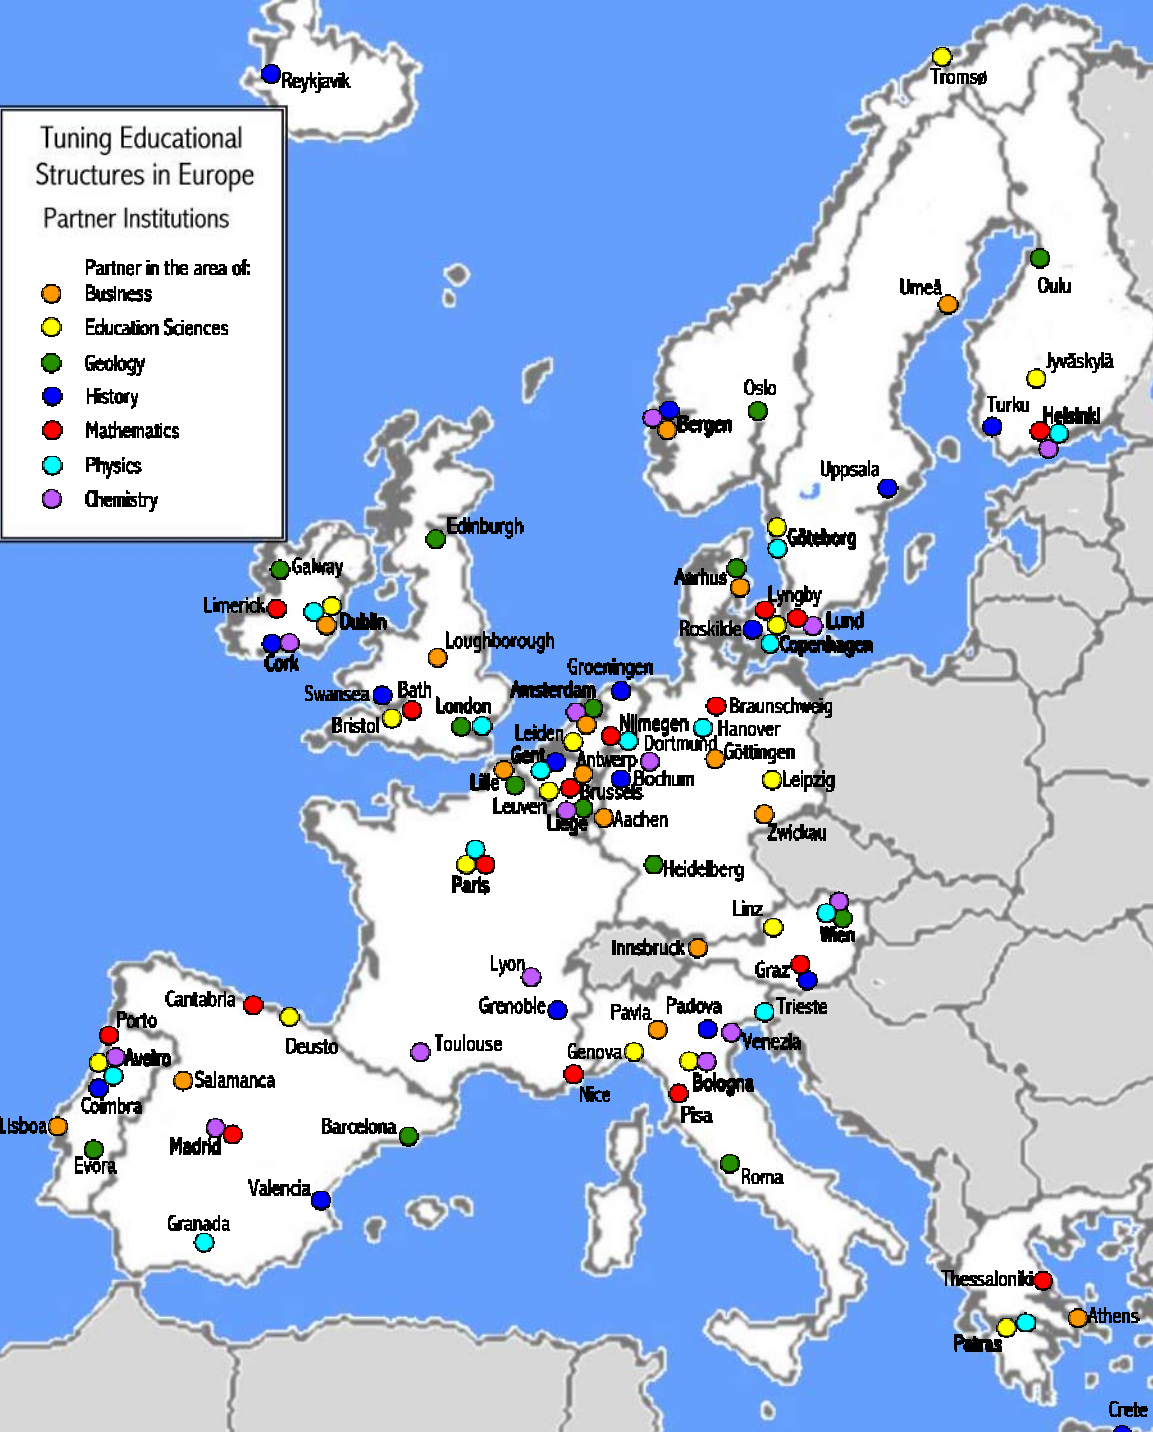 Reykjavik
Tromsø
Tuning Educational
Structures in Europe
Partner Institutions
Partner in the area of:
Business
Education Sciences
Geology
History
Mathematics
Physics
Chemistry
Umeå
Oulu
Jyväskylä
Oslo
Turku
Helsinki
Bergen
Uppsala
Edinburgh
Göteborg
Galway
Aarhus
Limerick
Lyngby
Dublin
Roskilde
Lund
Copenhagen
Loughborough
Cork
Groeningen
Swansea
Bath
Amsterdam
London
Braunschweig
Bristol
Leiden
Nijmegen
Hanover
Dortmund
Göttingen
Gent
Antwerp
Lille
Bochum
Leipzig
Brussels
Leuven
Liege
Aachen
Zwickau
Heidelberg
Paris
Linz
Wien
Innsbruck
Lyon
Graz
Cantabria
Grenoble
Pavia
Padova
Trieste
Porto
Deusto
Toulouse
Genova
Venezia
Aveiro
Salamanca
Bologna
Nice
Coimbra
Pisa
Lisboa
Madrid
Barcelona
Evora
Roma
Valencia
Granada
Thessaloniki
Athens
Patras
Crete